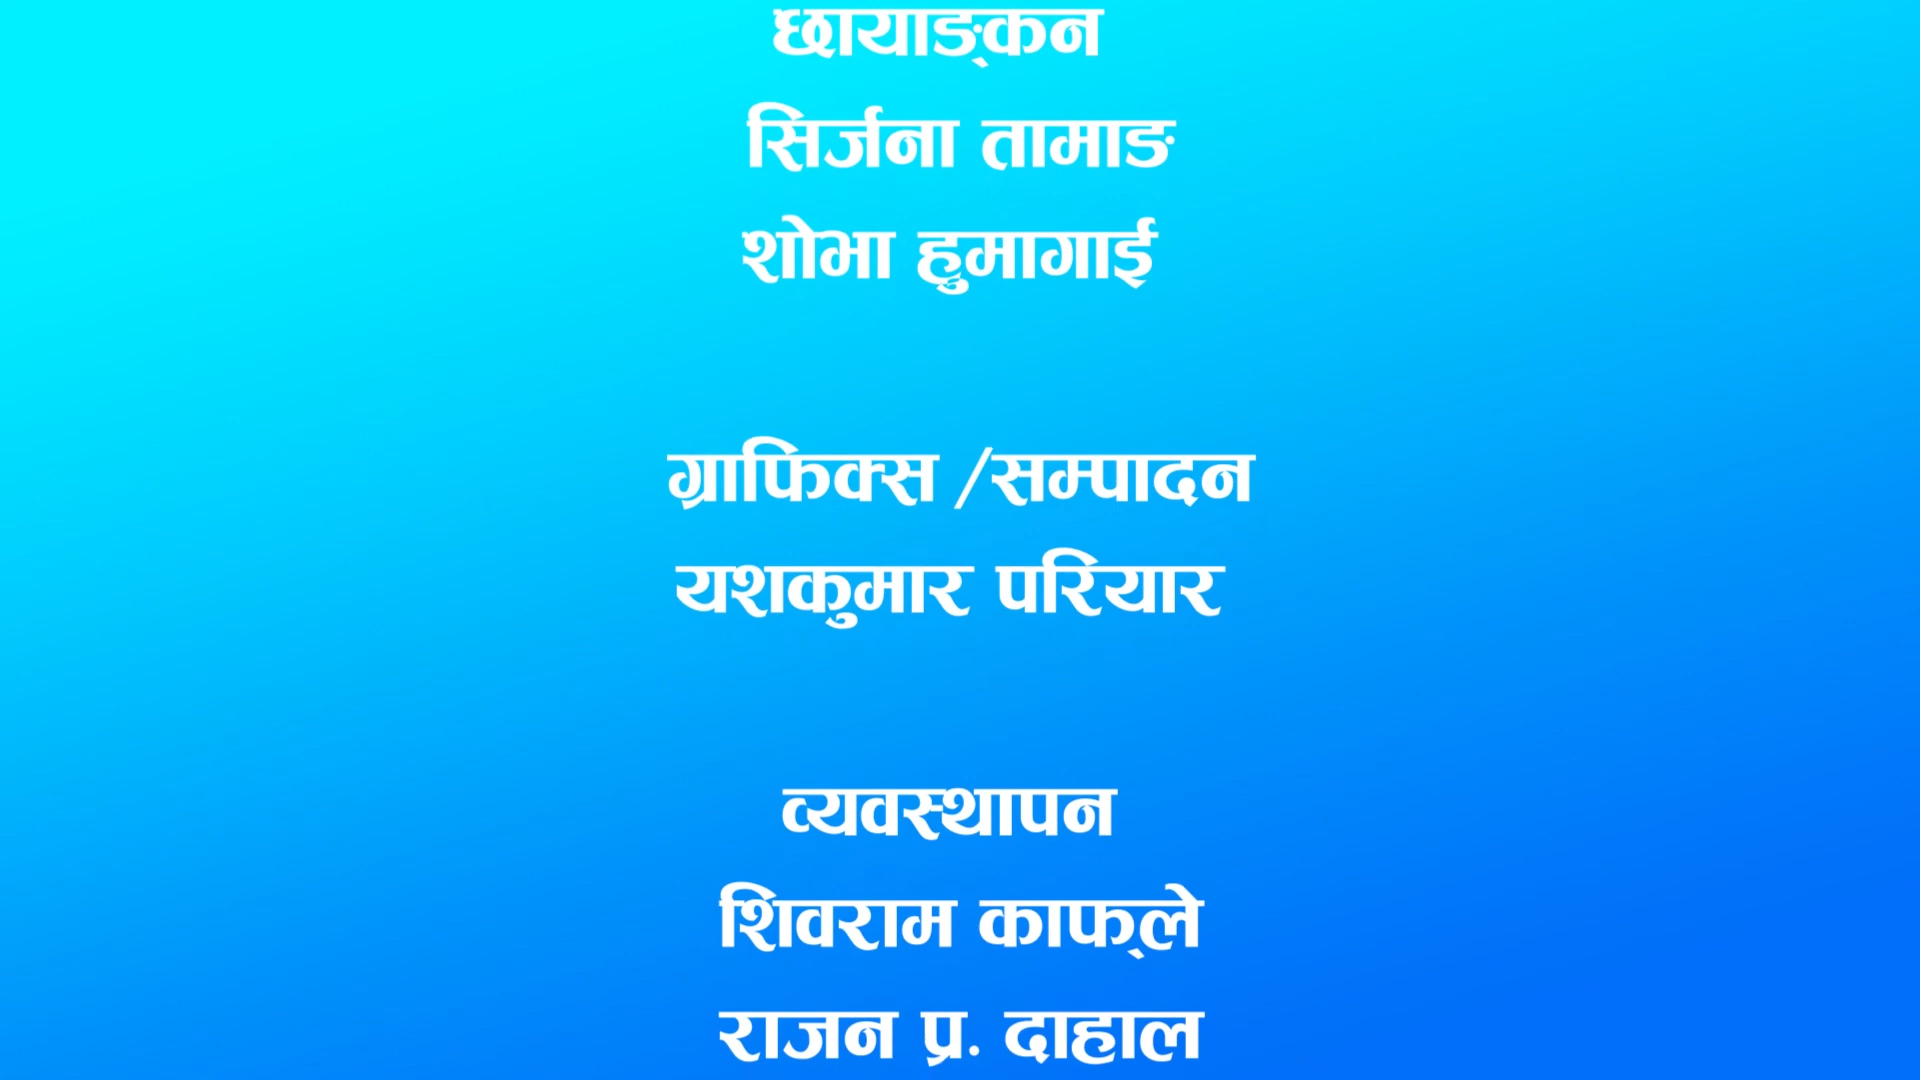 छायाङ्कन
सिर्जना तामाङ
शोभा हुमागाई
ग्राफिक्स /सम्पादन
यशकुमार परियार
व्यवस्थापन
शिवराम काफ्ले
राजन प्र. दाहाल